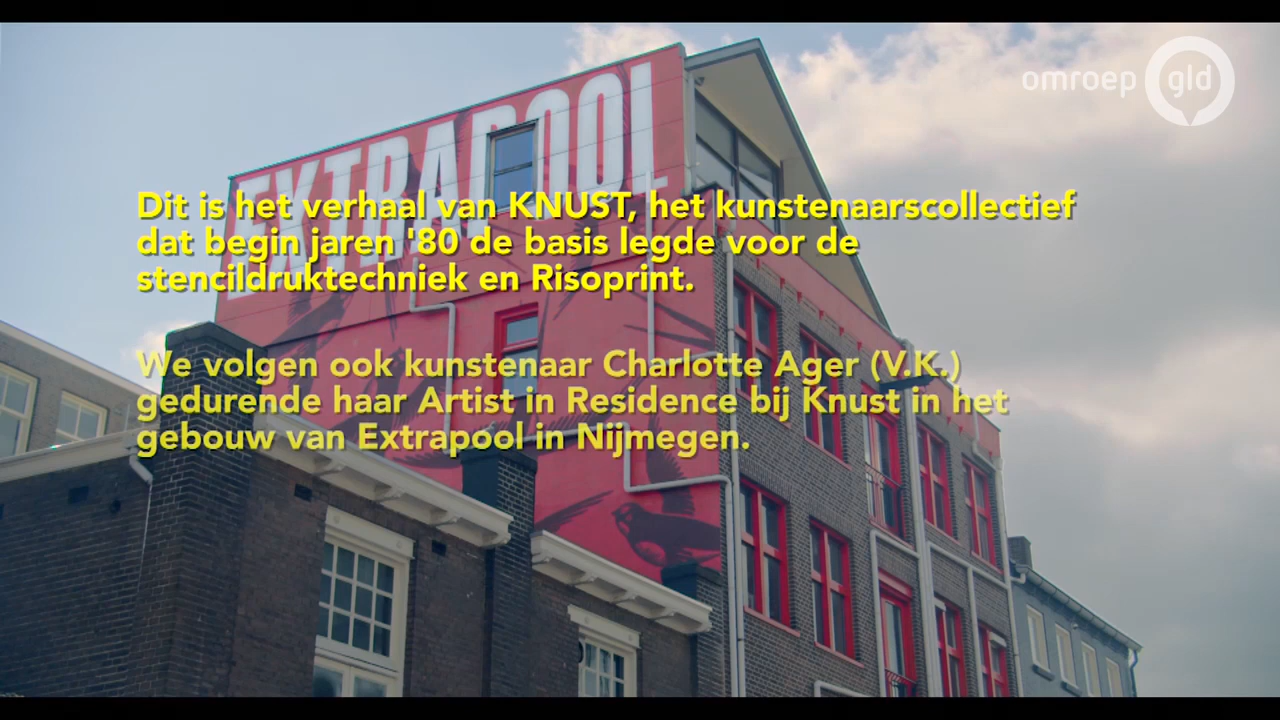 omroep gld
EXTRAPOOL
Dit is het verhaal van KNUST, het kunstenaarscollectief
dat begin jaren '80 de basis legde voor de
stencildruktechniek en Risoprint.
We volgen ook kunstenaar Charlotte Ager (V.K.)
gedurende haar Artist in Residence bij Knust in het
gebouw van Extrapool in Nijmegen.